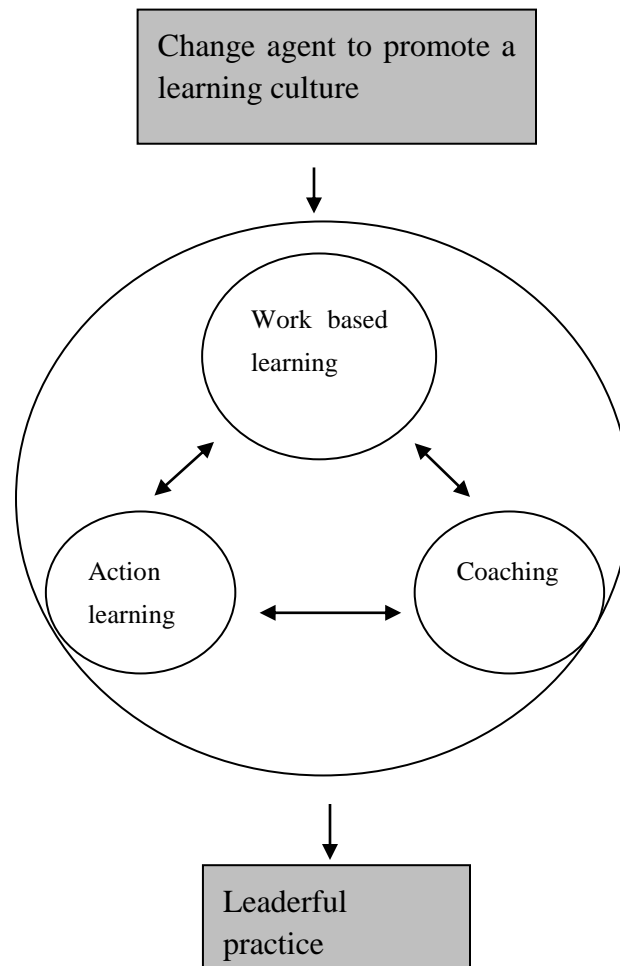 Change agent to promote a
learning culture
Work based
learning
Action
learning
Coaching
Leaderful
practice